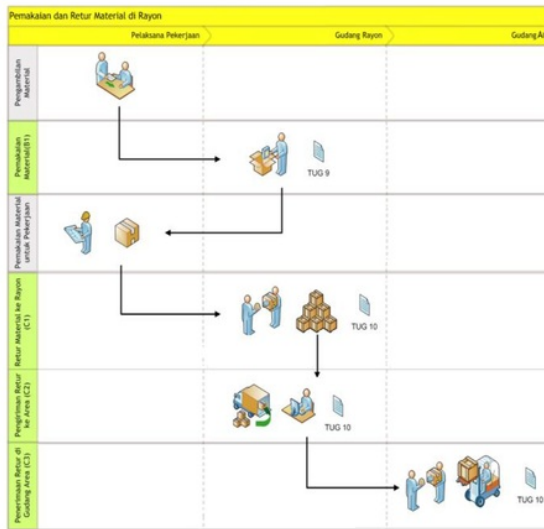 Pemakaian dan Retur Material di Rayon
Pelaksana Pekerjaan
Gudang Rayon
Gudang
Pengambilan
Material
Pemakaian
Material(B1)
TUG 9
Pemakaian Material
untuk Pekerjaan
Retur Material ke Rayon
(C1)
TUG 10
Pengiriman Retur
ke Area (C2)
TUG 10
Penerimaan Retur di
Gudang Area (C3)
TUG 10